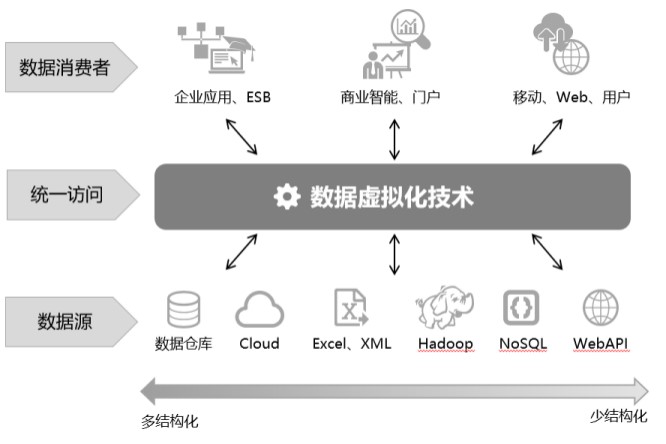 数据消费者
企业应用、ESB
商业智能、门户
移动、Web、用户
统一访问
数据虚拟化技术
数据源
数据仓库
Cloud
Excel、XML
Hadoop
NoSQL
WebAPI
多结构化
少结构化